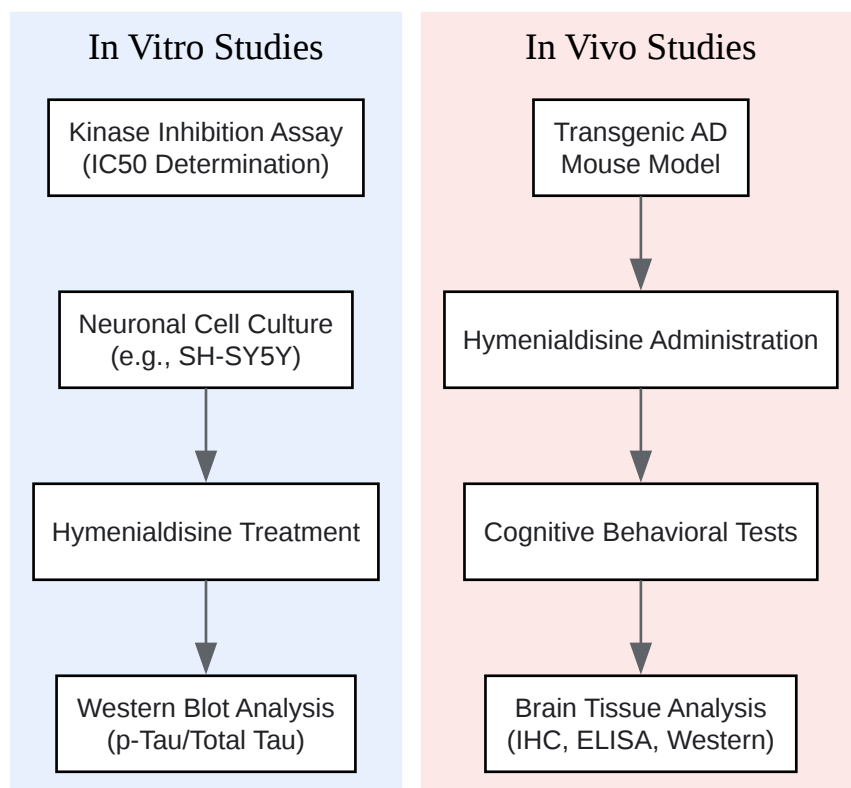 In Vitro Studies
Kinase Inhibition Assay
(IC50 Determination)
Neuronal Cell Culture
(e.g., SH-SY5Y)
Hymenialdisine Treatment
Western Blot Analysis
(p-Tau/Total Tau)
In Vivo Studies
Transgenic AD
Mouse Model
Hymenialdisine Administration
Cognitive Behavioral Tests
Brain Tissue Analysis
(IHC, ELISA, Western)